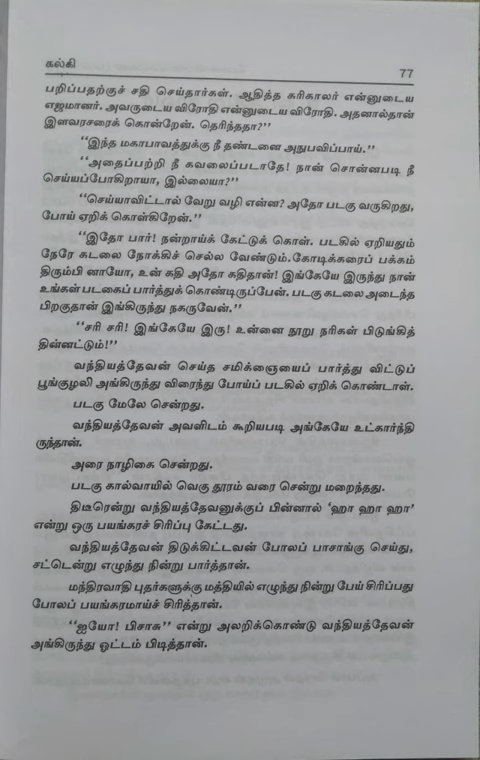 கல்கி
77
பறிப்பதற்குச் சதி செய்தார்கள். ஆதித்த கரிகாலர் என்னுடைய
எஜமானர். அவருடைய விரோதி என்னுடைய விரோதி. அதனால்தான்
இளவரசரைக் கொன்றேன். தெரிந்ததா?”
“இந்த மகாபாவத்துக்கு நீ தண்டனை அநுபவிப்பாய்.”
“அதைப்பற்றி நீ கவலைப்படாதே! நான் சொன்னபடி நீ
செய்யப்போகிறாயா, இல்லையா?”
“செய்யாவிட்டால் வேறு வழி என்ன? அதோ படகு வருகிறது,
போய் ஏறிக் கொள்கிறேன்.”
“இதோ பார்! நன்றாய்க் கேட்டுக் கொள். படகில் ஏறியதும்
நேரே கடலை நோக்கிச் செல்ல வேண்டும். கோடிக்கரைப் பக்கம்
திரும்பி னாயோ, உன் கதி அதோ கதிதான்! இங்கேயே இருந்து நான்
உங்கள் படகைப் பார்த்துக் கொண்டிருப்பேன். படகு கடலை அடைந்த
பிறகுதான் இங்கிருந்து நகருவேன்.”
“சரி சரி! இங்கேயே இரு! உன்னை நூறு நரிகள் பிடுங்கித்
தின்னட்டும்!”
வந்தியத்தேவன் செய்த சமிக்ஞையைப் பார்த்து விட்டுப்
பூங்குழலி அங்கிருந்து விரைந்து போய்ப் படகில் ஏறிக் கொண்டாள்.
படகு மேலே சென்றது.
வந்தியத்தேவன் அவளிடம் கூறியபடி அங்கேயே உட்கார்ந்தி
ருந்தான்.
அரை நாழிகை சென்றது.
படகு கால்வாயில் வெகு தூரம் வரை சென்று மறைந்தது.
திடீரென்று வந்தியத்தேவனுக்குப் பின்னால் ‘ஹா ஹா ஹா’
என்று ஒரு பயங்கரச் சிரிப்பு கேட்டது.
வந்தியத்தேவன் திடுக்கிட்டவன் போலப் பாசாங்கு செய்து,
சட்டென்று எழுந்து நின்று பார்த்தான்.
மந்திரவாதி புதர்களுக்கு மத்தியில் எழுந்து நின்று பேய் சிரிப்பது
போலப் பயங்கரமாய்ச் சிரித்தான்.
“ஐயோ! பிசாசு” என்று அலறிக்கொண்டு வந்தியத்தேவன்
அங்கிருந்து ஓட்டம் பிடித்தான்.